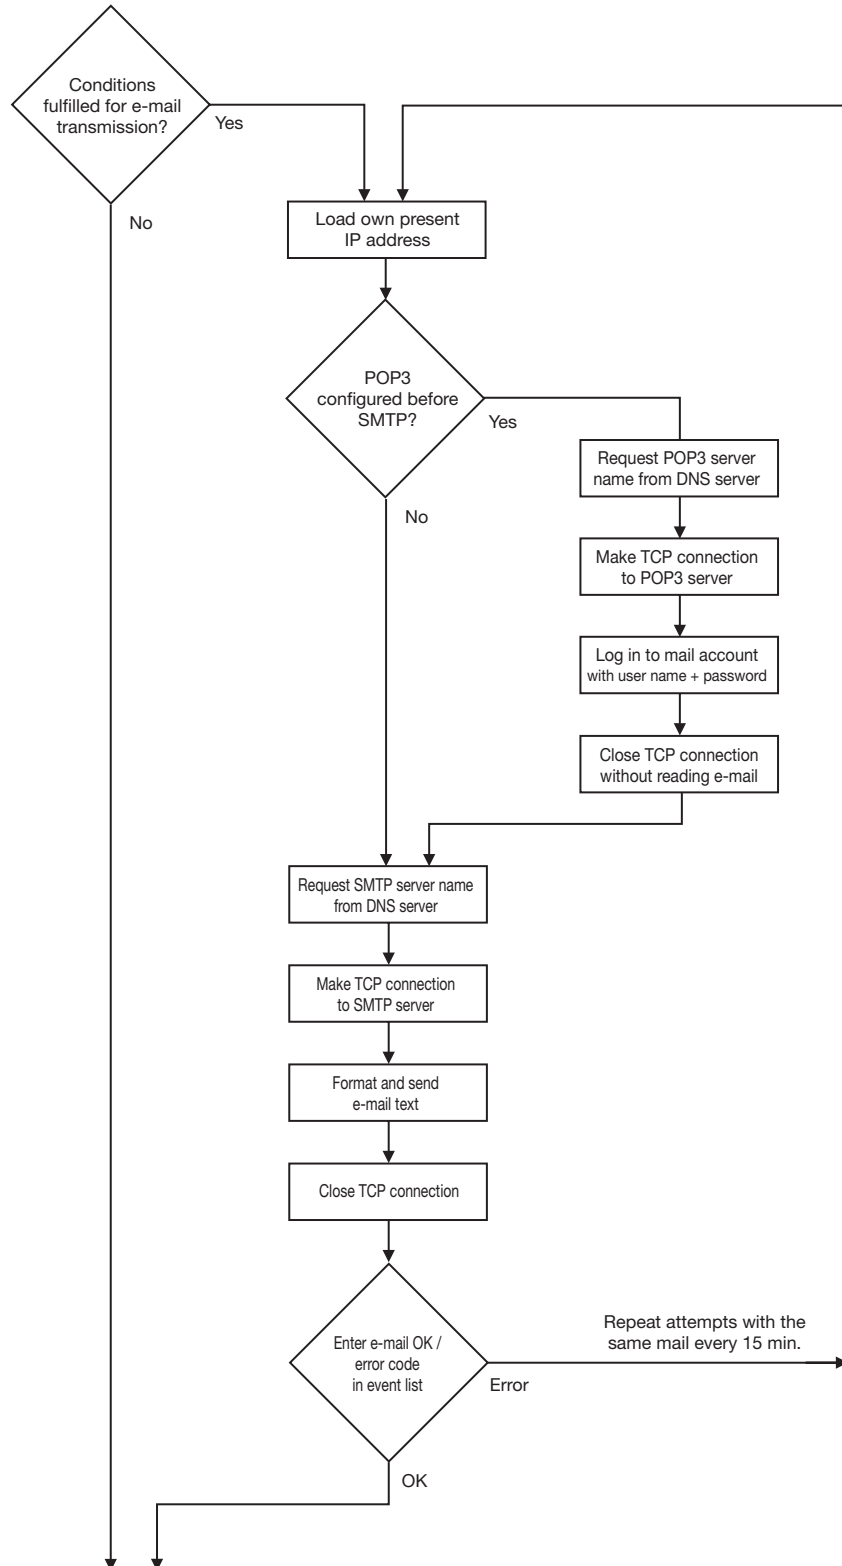 Conditions
fulfilled for e-mail
transmission?
Yes
No
Load own present
IP address
POP3
configured before
SMTP?
Yes
No
Request POP3 server
name from DNS server
Make TCP connection
to POP3 server
Log in to mail account
with user name + password
Close TCP connection
without reading e-mail
Request SMTP server name
from DNS server
Make TCP connection
to SMTP server
Format and send
e-mail text
Close TCP connection
Enter e-mail OK /
error code
in event list
Error
Repeat attempts with the
same mail every 15 min.
OK